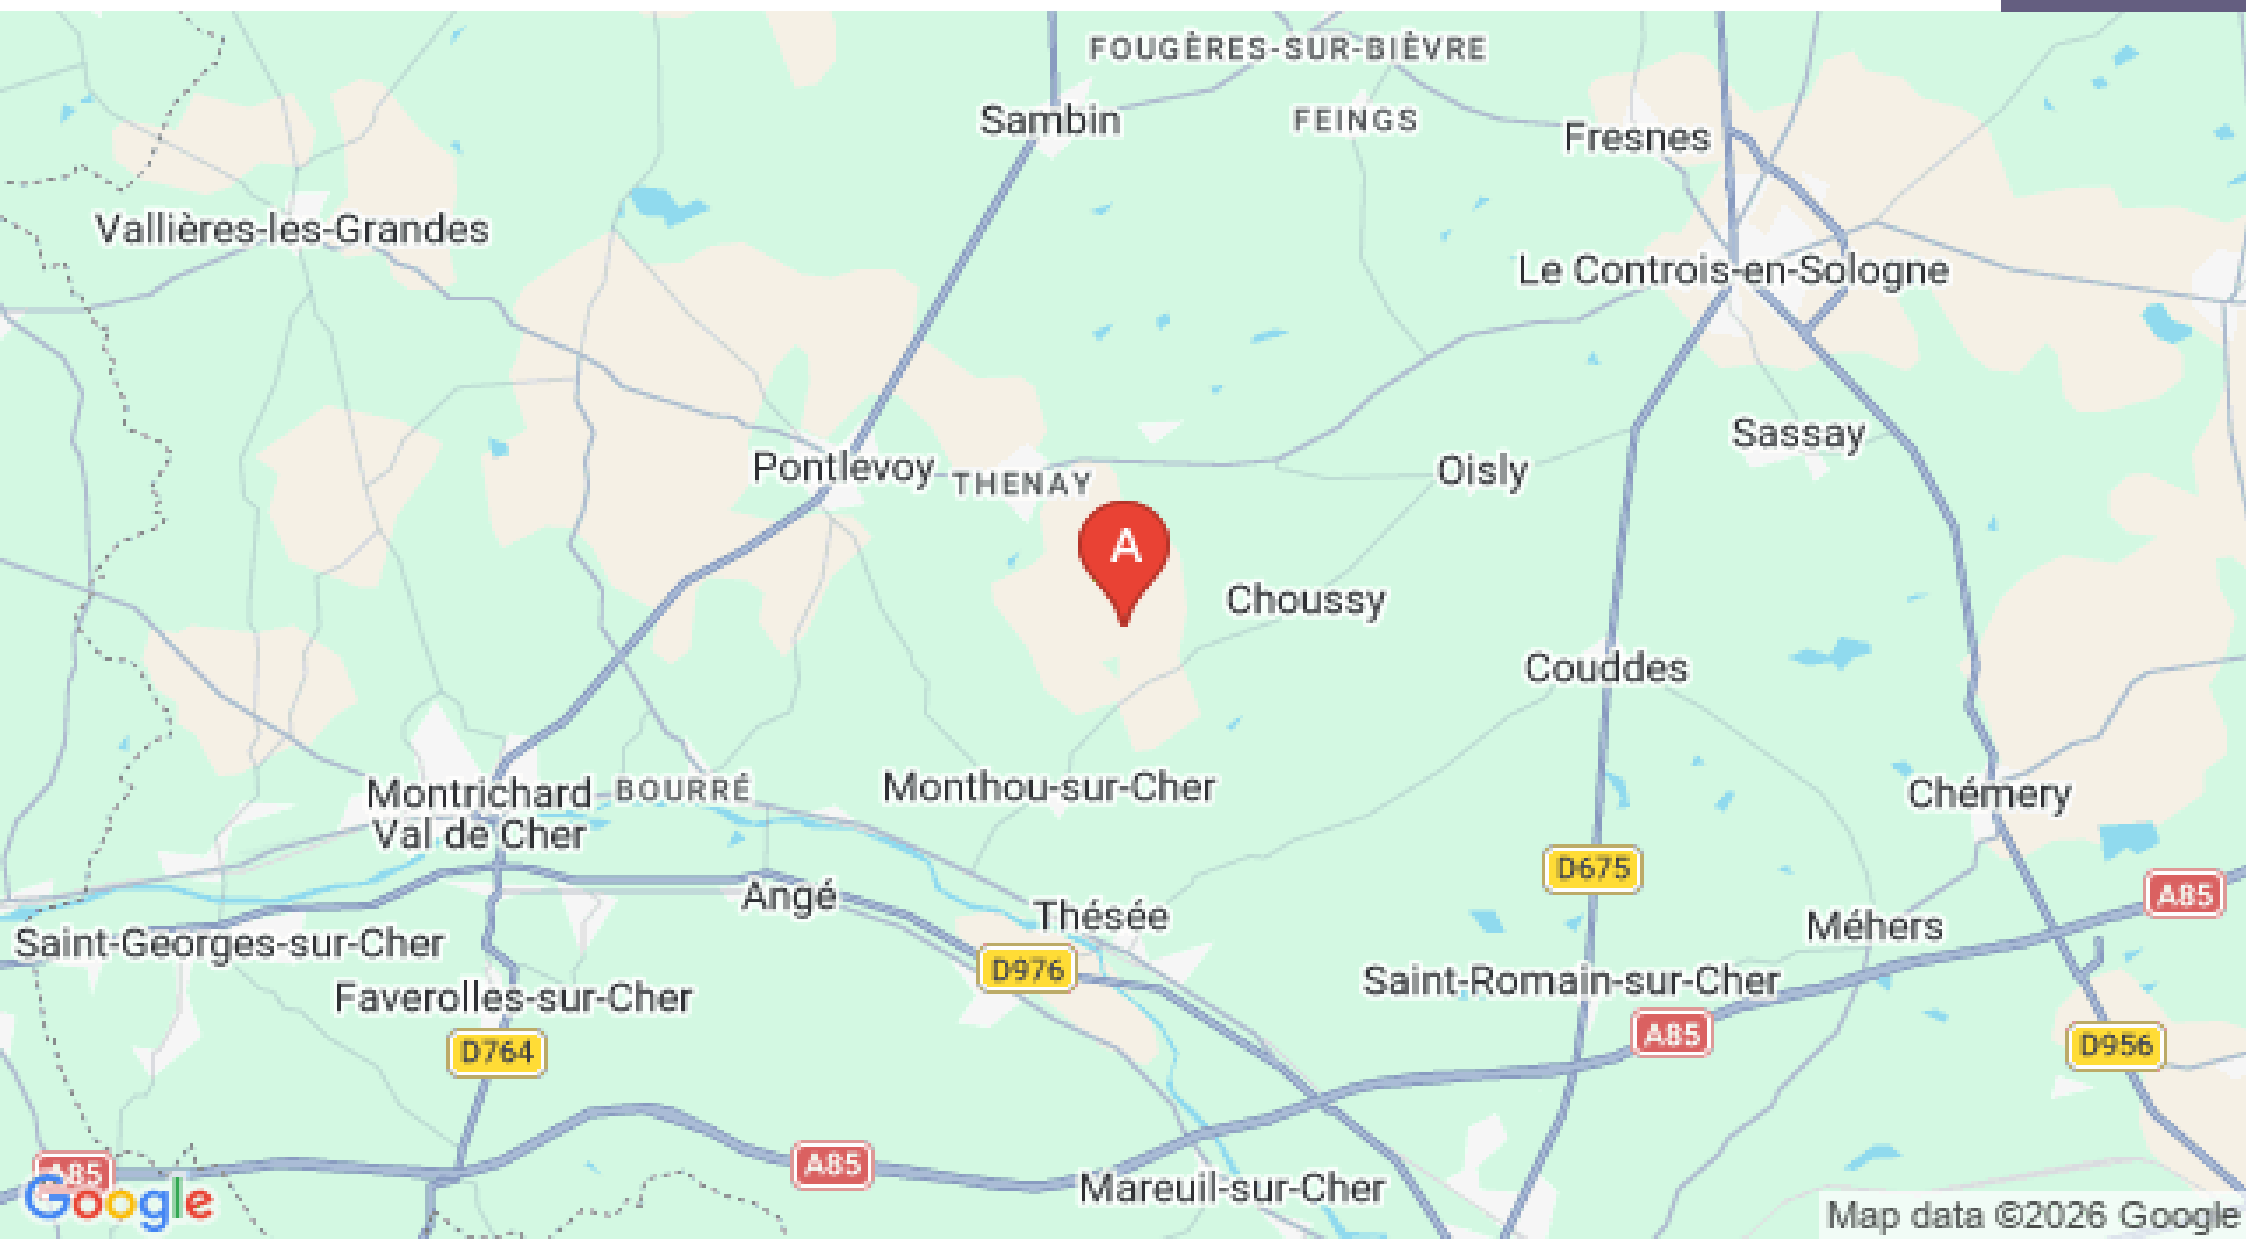 FOUGÈRES-SUR-BIÈVRE
Sambin
FEINGS
Fresnes
Vallières-les-Grandes
Le Controis-en-Sologne
Sassay
Pontlevoy
THENAY
Oisly
A
Choussy
Couddes
Montrichard
Val de Cher
BOURRÉ
Monthou-sur-Cher
Chémery
D675
A85
Angé
Thésée
Méhers
Saint-Georges-sur-Cher
D976
Saint-Romain-sur-Cher
Faverolles-sur-Cher
A85
D764
D956
A85
A85
Mareuil-sur-Cher
Google
Map data ©2026 Google